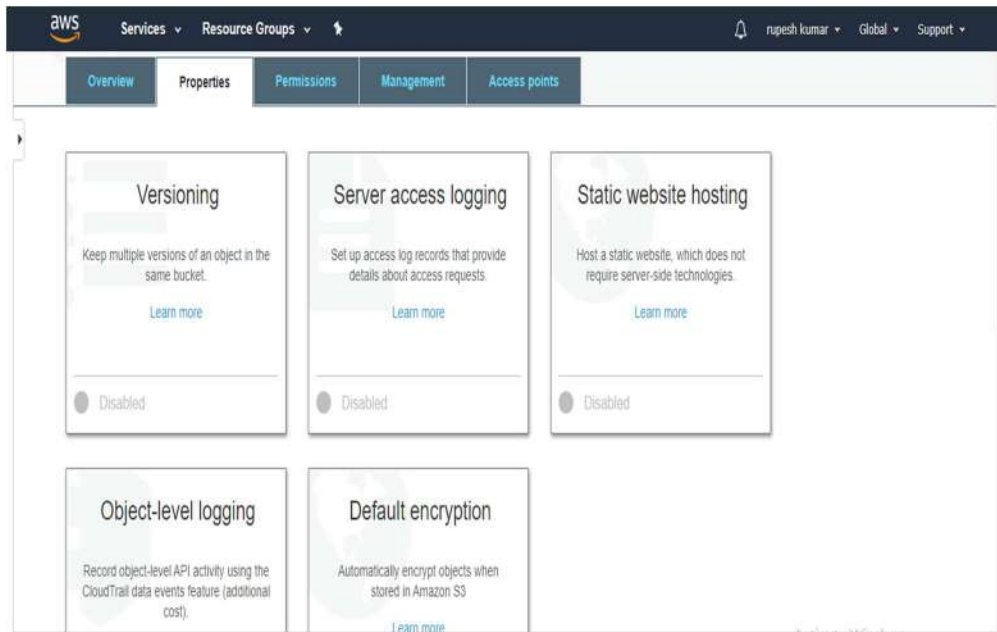 aws Services Resource Groups rupesh kumar Global Support
Overview Properties Permissions Management Access points
Versioning
Keep multiple versions of an object in the
same bucket.
Learn more
Disabled
Server access logging
Set up access log records that provide
details about access requests.
Learn more
Disabled
Static website hosting
Host a static website, which does not
require server-side technologies.
Learn more
Disabled
Object-level logging
Record object-level API activity using the
CloudTrail data events feature (additional
cost).
Default encryption
Automatically encrypt objects when
stored in Amazon S3
Learn more